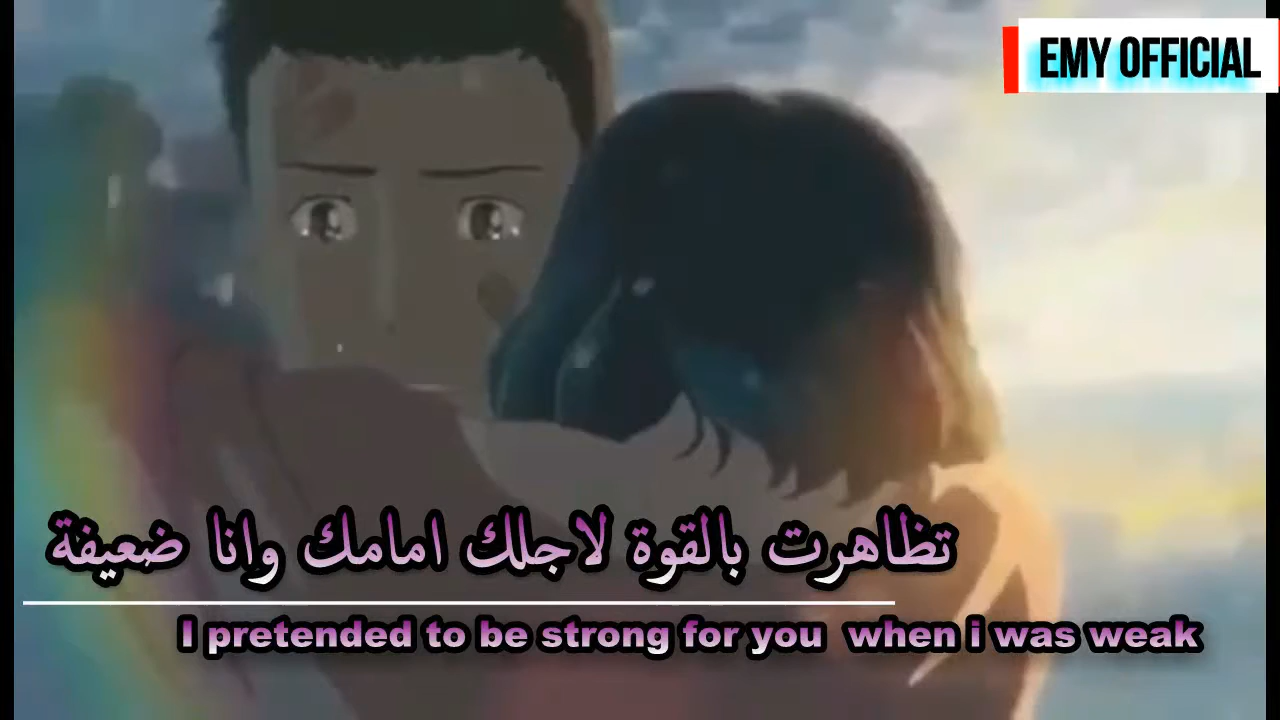 EMY OFFICIAL
تظاهرت بالقوة لاجلك امامك وانا ضعيفة
I pretended to be strong for you when i was weak